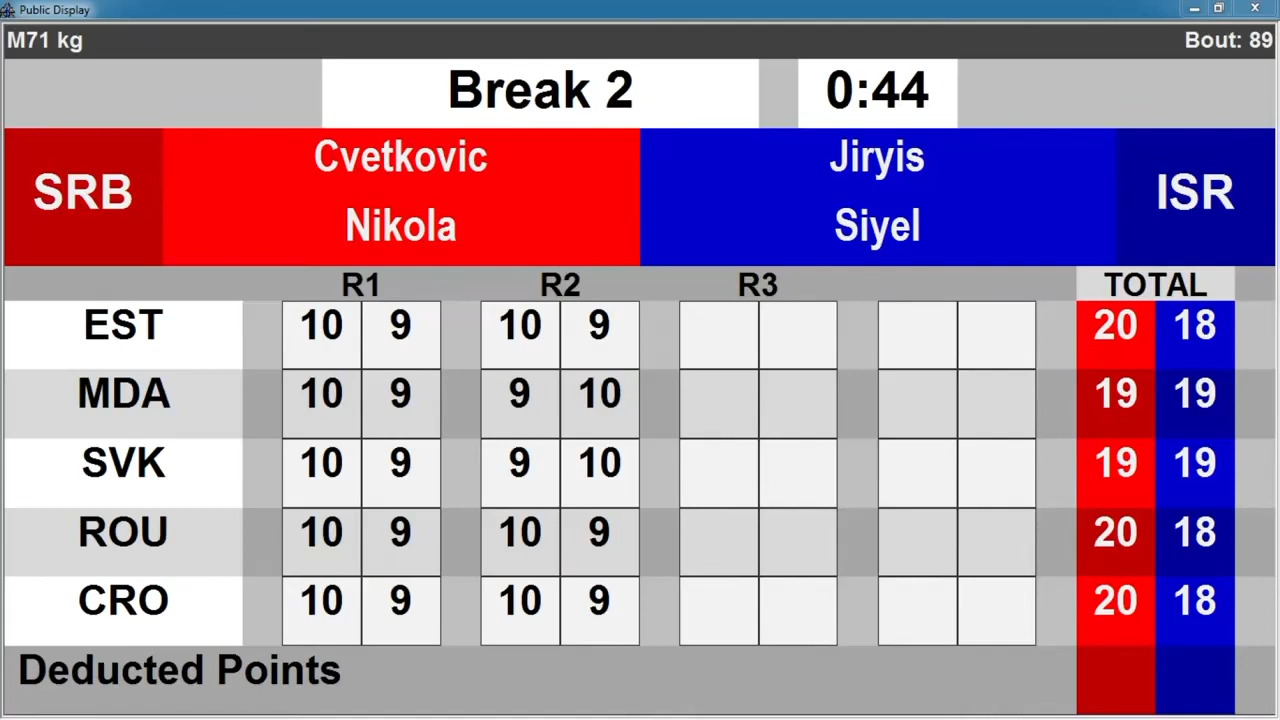 Public Display
M71 kg Bout: 89
Break 2 0:44
SRB Cvetkovic Nikola Jiryis Siyel ISR
R1 R2 R3 TOTAL
EST 10 9 10 9 20 18
MDA 10 9 9 10 19 19
SVK 10 9 9 10 19 19
ROU 10 9 10 9 20 18
CRO 10 9 10 9 20 18
Deducted Points